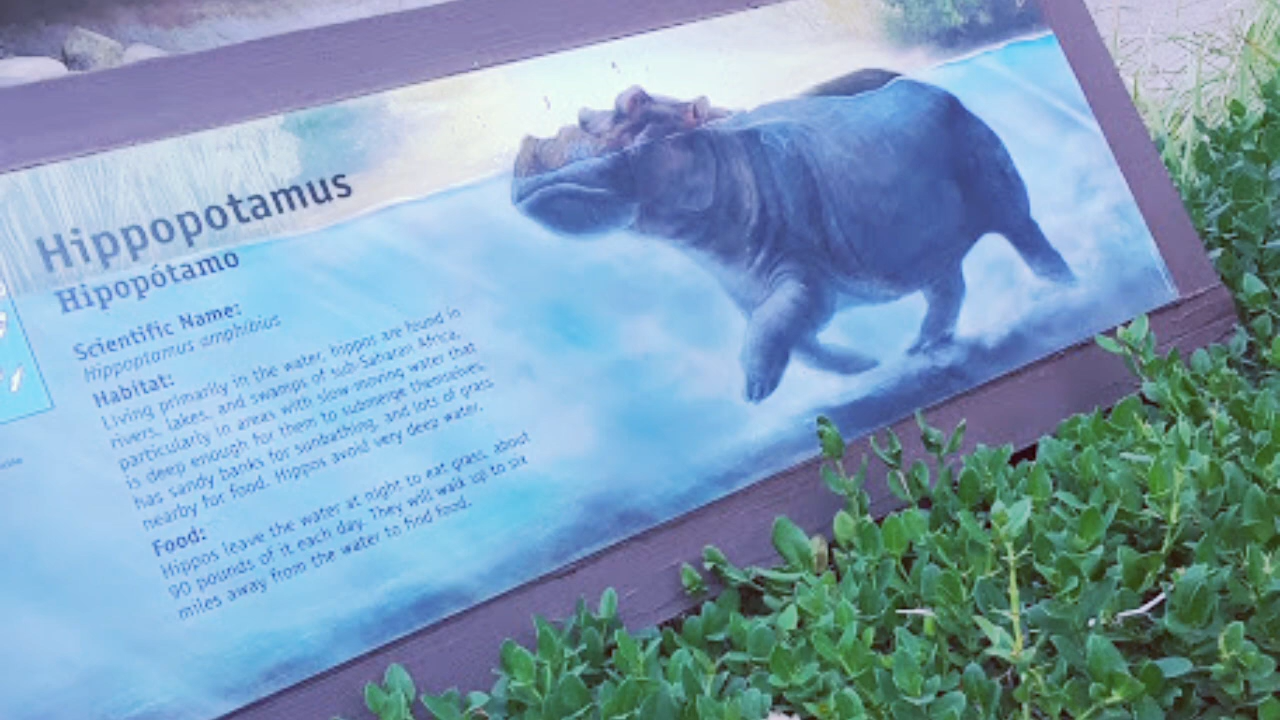 Hippopotamus
Hipopótamo
Scientific Name:
Hippoptamus amphibius
Habitat:
Living primarily in the water, hippos are found in
rivers, lakes, and swamps of sub-Saharan Africa,
particularly in areas with slow-moving water that
is deep enough for them to submerge themselves,
has sandy banks for sunbathing, and lots of grass
nearby for food. Hippos avoid very deep water.
Food:
Hippos leave the water at night to eat grass, about
90 pounds of it each day. They will walk up to six
miles away from the water to find food.